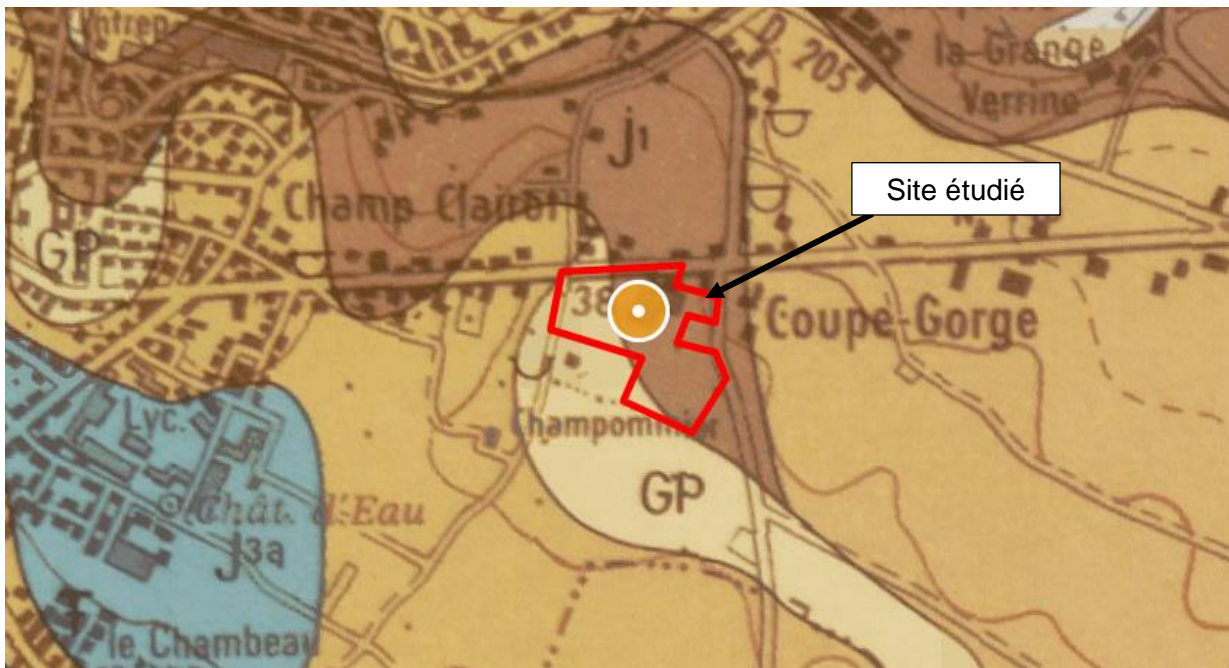 D 205
la Grange
Verrine
j1
Site étudié
Champ Clairet
GP
38
Coupe-Gorge
Lyc.
Champommier
GP
Chât. d'Eau
J3a
le Chambeau